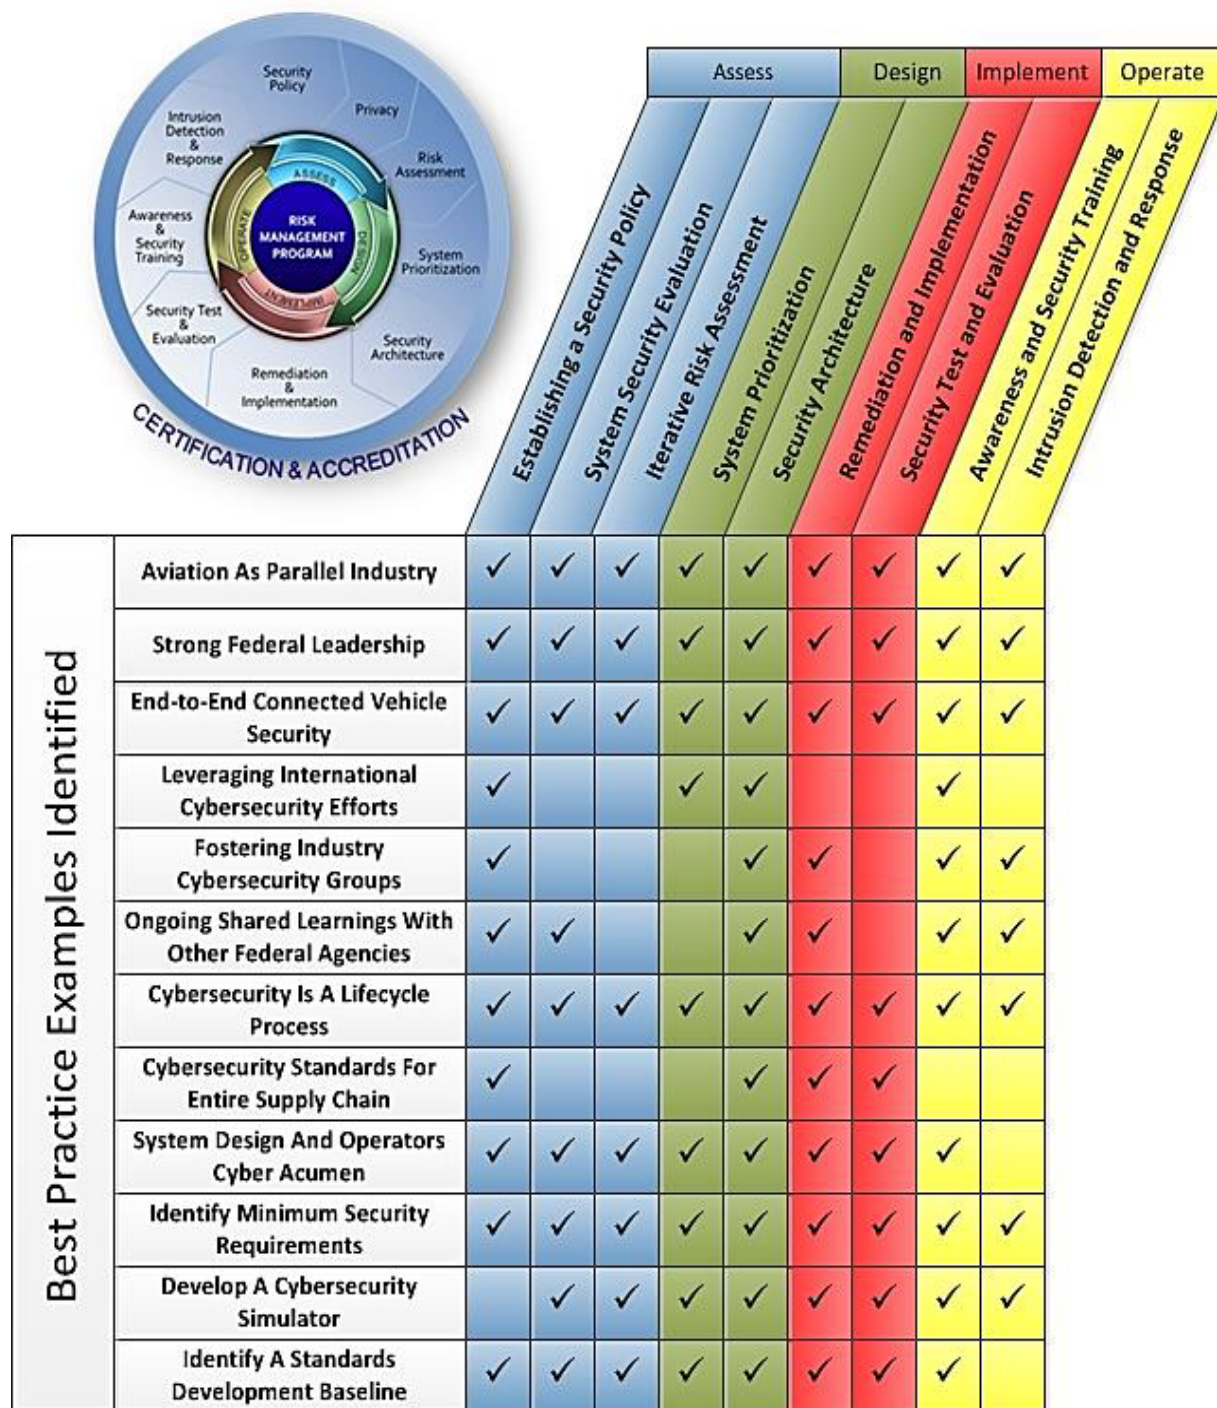 Security
Policy
Privacy
Intrusion
Detection
&
Response
Risk
Assessment
ASSESS
Awareness
&
Security
Training
OPERATE
RISK
MANAGEMENT
PROGRAM
DESIGN
System
Prioritization
IMPLEMENT
Security Test
&
Evaluation
Security
Architecture
Remediation
&
Implementation
CERTIFICATION & ACCREDITATION
Assess
Design
Implement
Operate
Establishing a Security Policy
System Security Evaluation
Iterative Risk Assessment
System Prioritization
Security Architecture
Remediation and Implementation
Security Test and Evaluation
Awareness and Security Training
Intrusion Detection and Response
Best Practice Examples Identified
Aviation As Parallel Industry
✓ ✓ ✓ ✓ ✓ ✓ ✓ ✓ ✓
Strong Federal Leadership
✓ ✓ ✓ ✓ ✓ ✓ ✓ ✓ ✓
End-to-End Connected Vehicle
Security
✓ ✓ ✓ ✓ ✓ ✓ ✓ ✓ ✓
Leveraging International
Cybersecurity Efforts
✓ ✓ ✓ ✓
Fostering Industry
Cybersecurity Groups
✓ ✓ ✓ ✓ ✓
Ongoing Shared Learnings With
Other Federal Agencies
✓ ✓ ✓ ✓ ✓ ✓
Cybersecurity Is A Lifecycle
Process
✓ ✓ ✓ ✓ ✓ ✓ ✓ ✓ ✓
Cybersecurity Standards For
Entire Supply Chain
✓ ✓ ✓ ✓
System Design And Operators
Cyber Acumen
✓ ✓ ✓ ✓ ✓ ✓ ✓ ✓
Identify Minimum Security
Requirements
✓ ✓ ✓ ✓ ✓ ✓ ✓ ✓ ✓
Develop A Cybersecurity
Simulator
✓ ✓ ✓ ✓ ✓ ✓ ✓ ✓
Identify A Standards
Development Baseline
✓ ✓ ✓ ✓ ✓ ✓ ✓ ✓